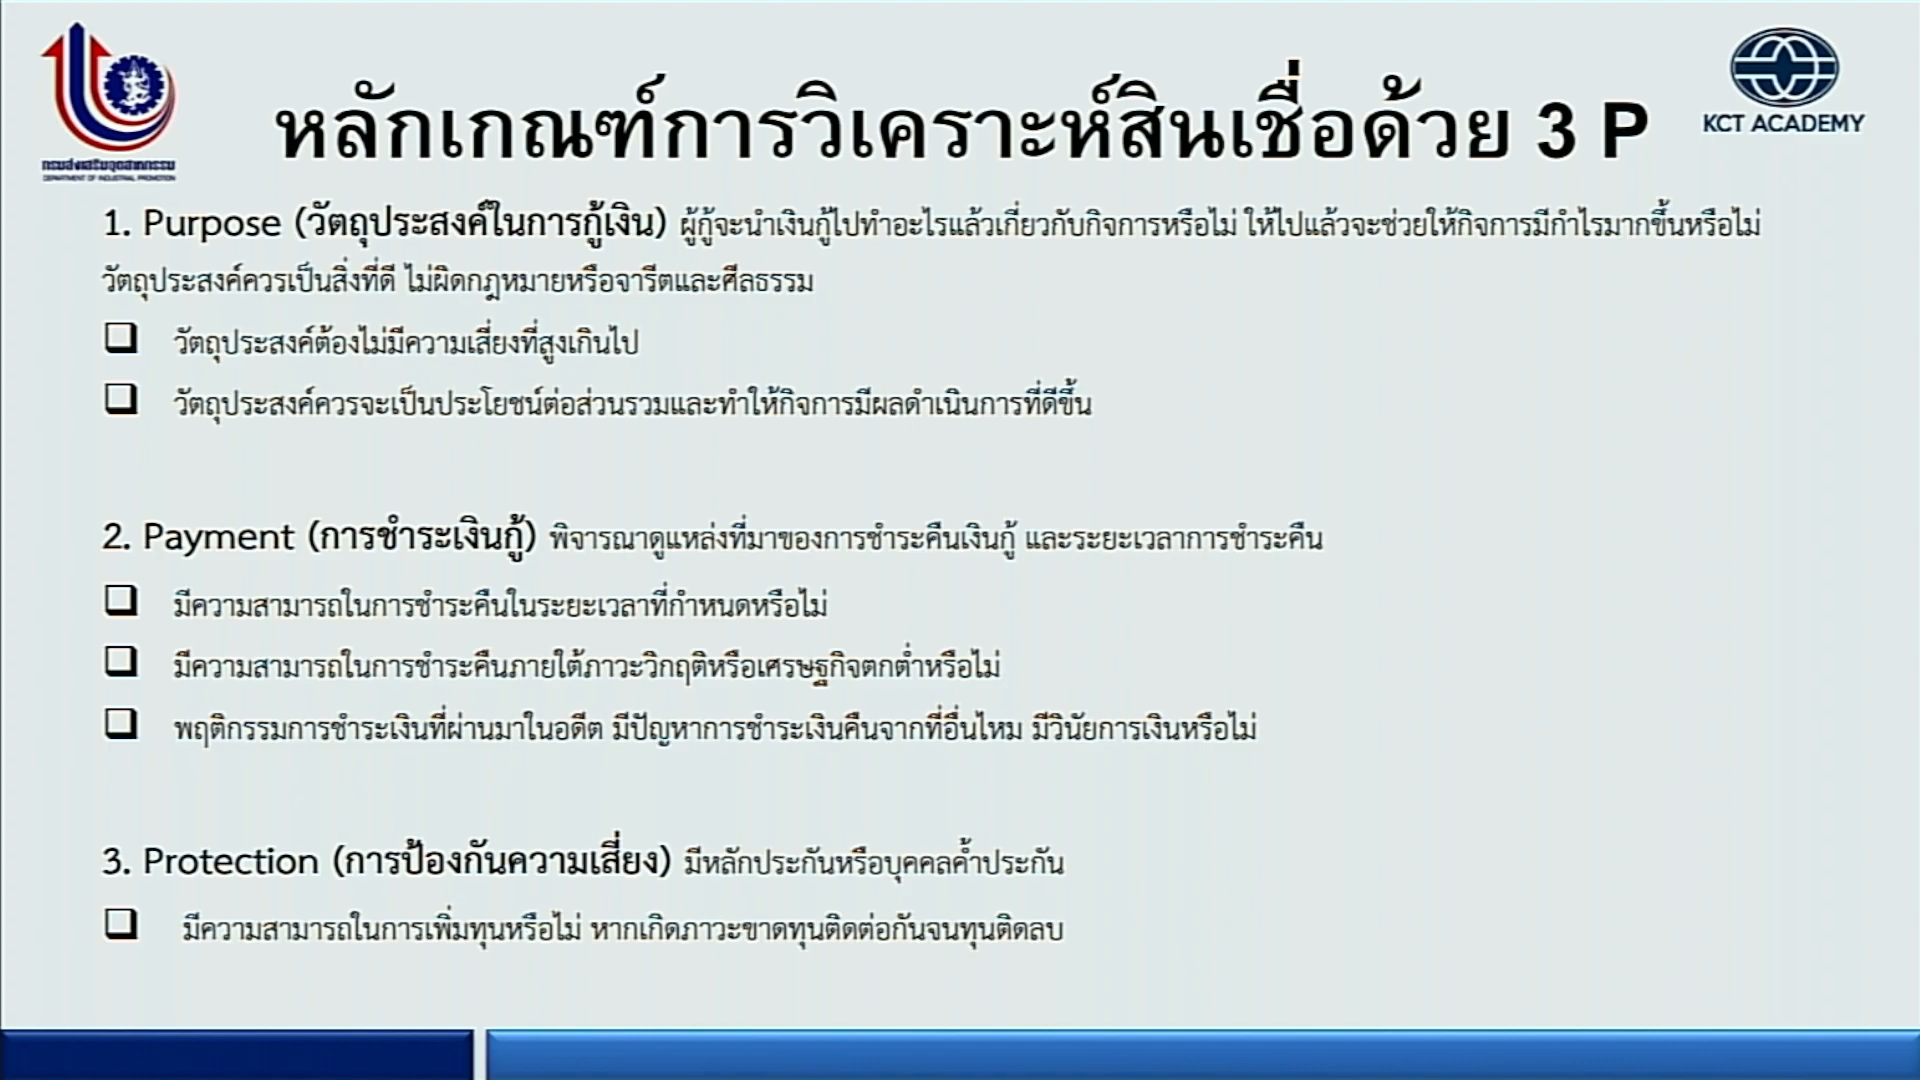 หลักเกณฑ์การวิเคราะห์สินเชื่อด้วย 3 P
กรมส่งเสริมอุตสาหกรรม
DEPARTMENT OF INDUSTRIAL PROMOTION
KCT ACADEMY
1. Purpose (วัตถุประสงค์ในการกู้เงิน) ผู้กู้จะนำเงินกู้ไปทำอะไรแล้วเกี่ยวกับกิจการหรือไม่ ให้ไปแล้วจะช่วยให้กิจการมีกำไรมากขึ้นหรือไม่
วัตถุประสงค์ควรเป็นสิ่งที่ดี ไม่ผิดกฎหมายหรือจารีตและศีลธรรม
❑ วัตถุประสงค์ต้องไม่มีความเสี่ยงที่สูงเกินไป
❑ วัตถุประสงค์ควรจะเป็นประโยชน์ต่อส่วนรวมและทำให้กิจการมีผลดำเนินการที่ดีขึ้น
2. Payment (การชำระเงินกู้) พิจารณาดูแหล่งที่มาของการชำระคืนเงินกู้ และระยะเวลาการชำระคืน
❑ มีความสามารถในการชำระคืนในระยะเวลาที่กำหนดหรือไม่
❑ มีความสามารถในการชำระคืนภายใต้ภาวะวิกฤติหรือเศรษฐกิจตกต่ำหรือไม่
❑ พฤติกรรมการชำระเงินที่ผ่านมาในอดีต มีปัญหาการชำระเงินคืนจากที่อื่นไหม มีวินัยการเงินหรือไม่
3. Protection (การป้องกันความเสี่ยง) มีหลักประกันหรือบุคคลค้ำประกัน
❑ มีความสามารถในการเพิ่มทุนหรือไม่ หากเกิดภาวะขาดทุนติดต่อกันจนทุนติดลบ